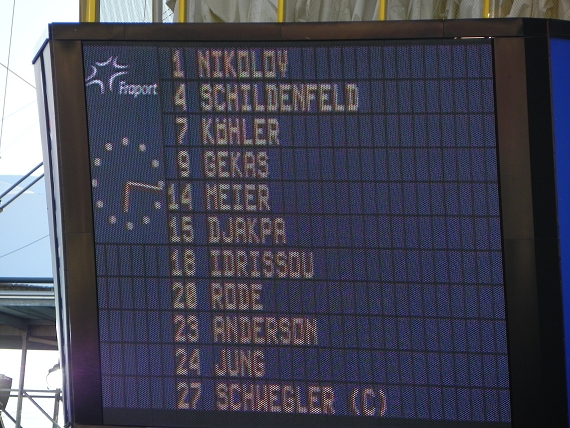 Fraport
1 NIKOLOV
4 SCHILDENFELD
7 KÖHLER
9 GEKAS
14 MEIER
15 DJAKPA
18 IDRISSOU
20 RODE
23 ANDERSON
24 JUNG
27 SCHWEGLER (C)